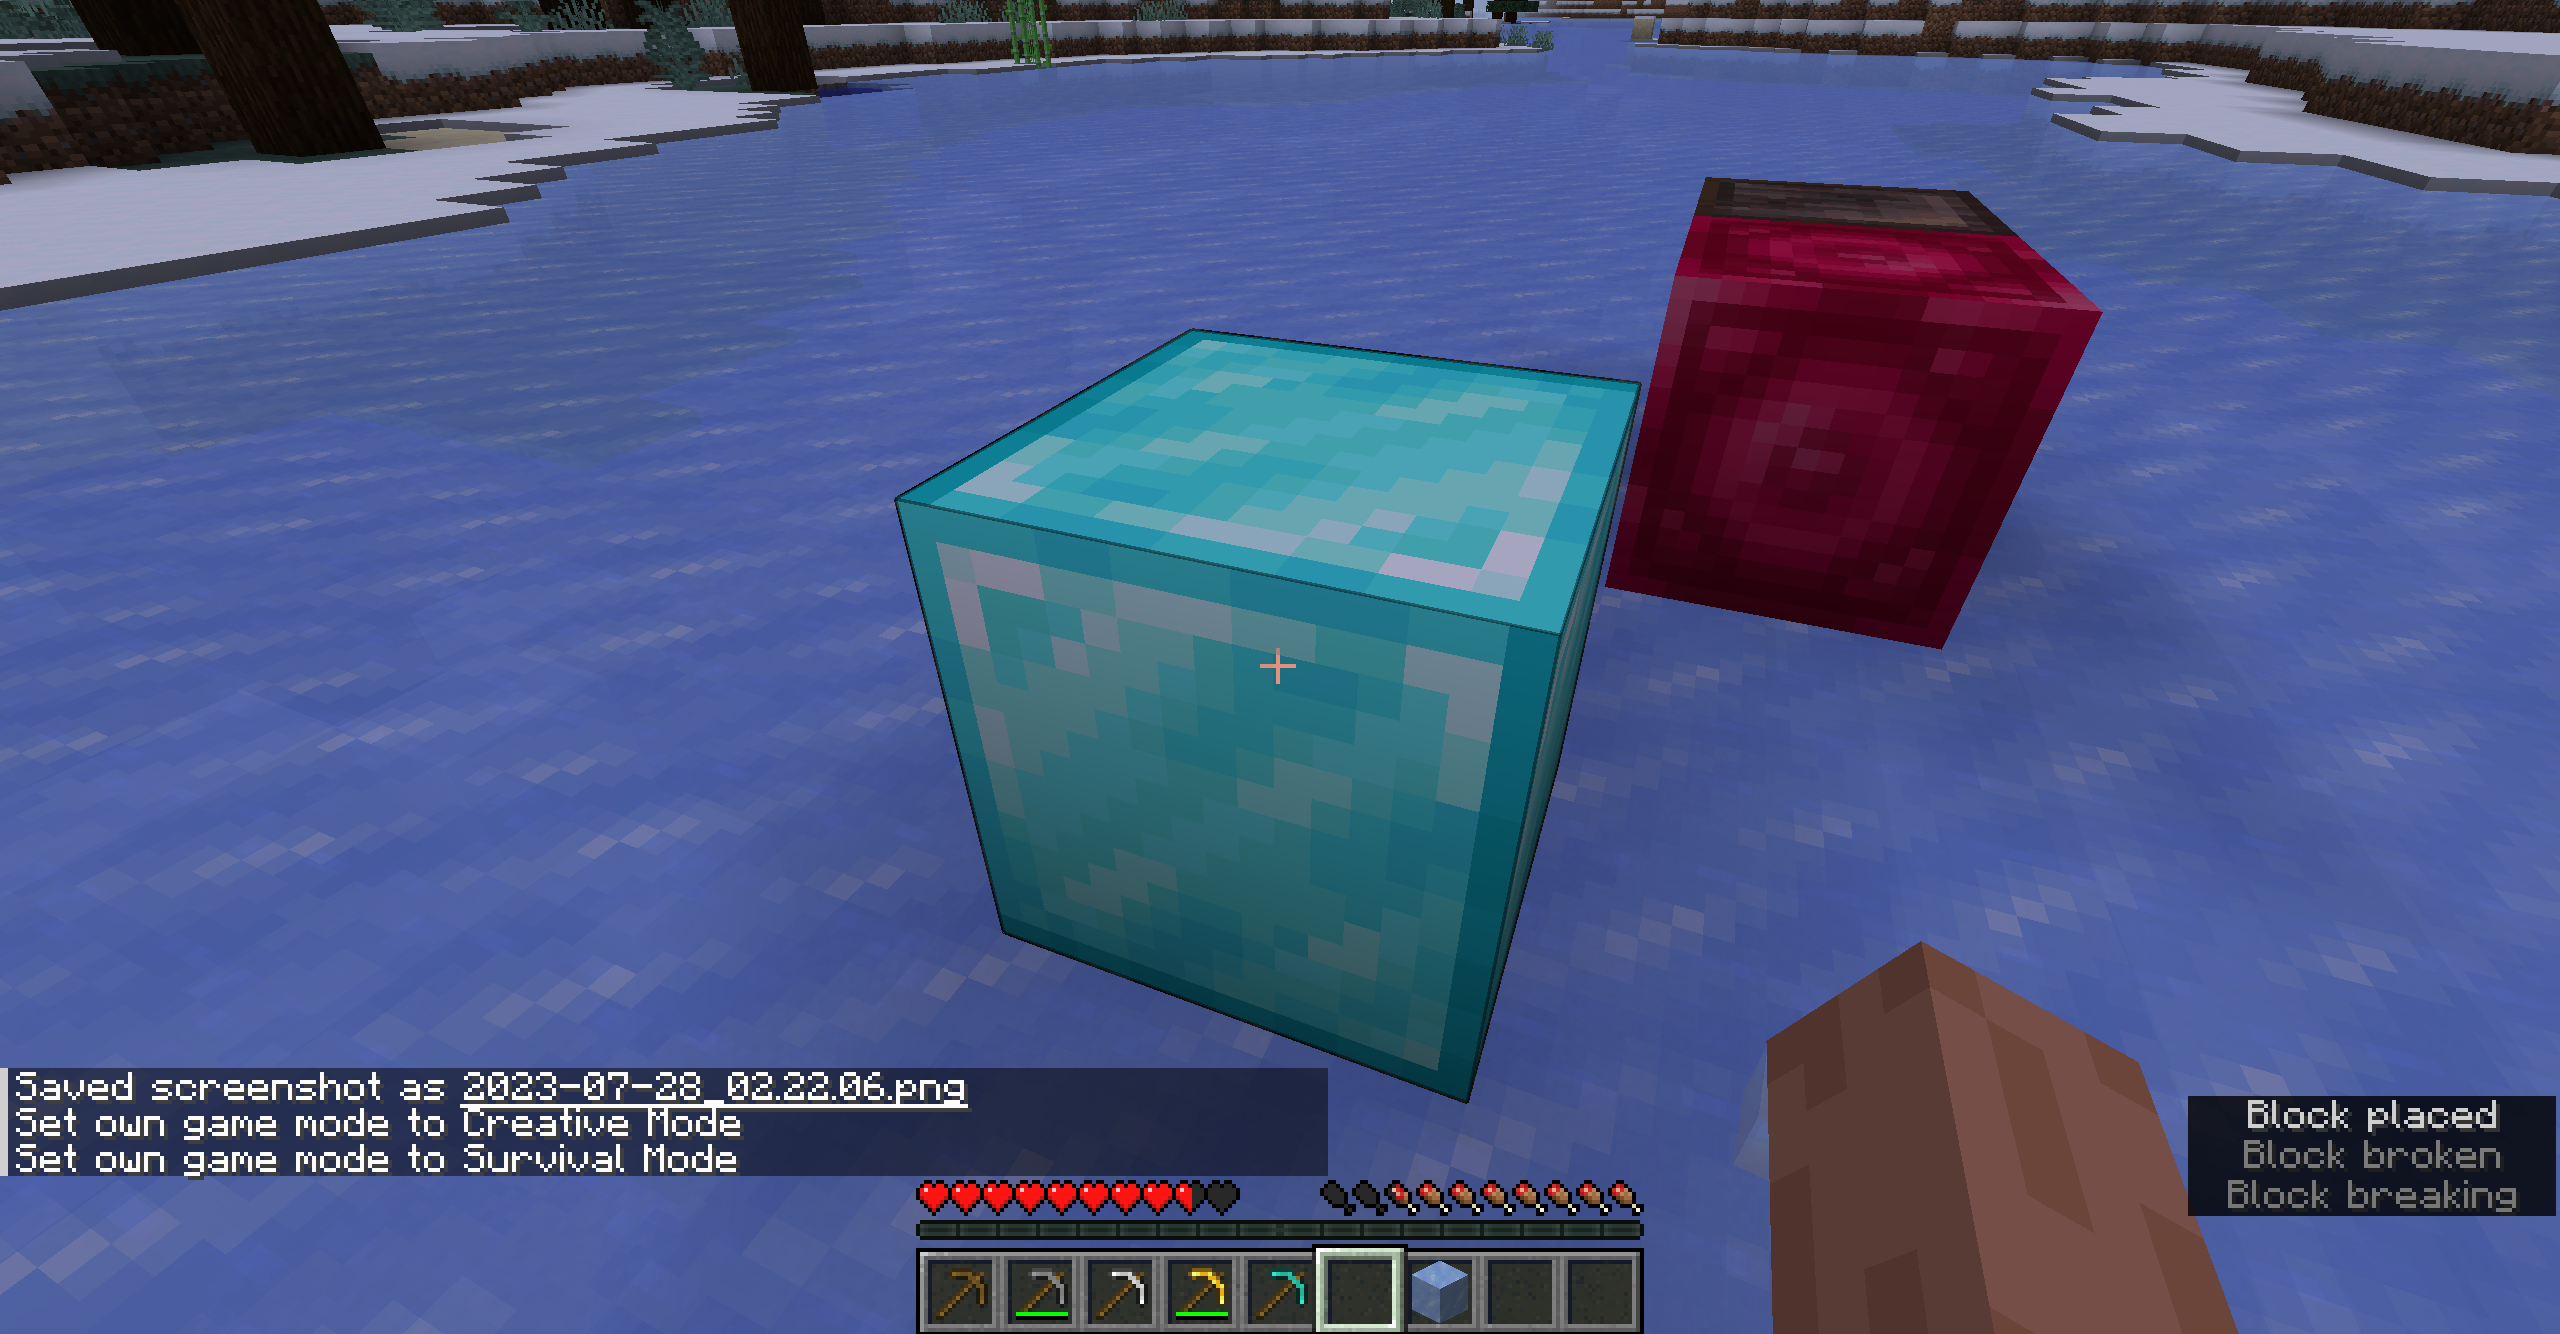 Saved screenshot as 2023-07-28_02.22.06.png
Set own game mode to Creative Mode
Set own game mode to Survival Mode
Block placed
Block broken
Block breaking